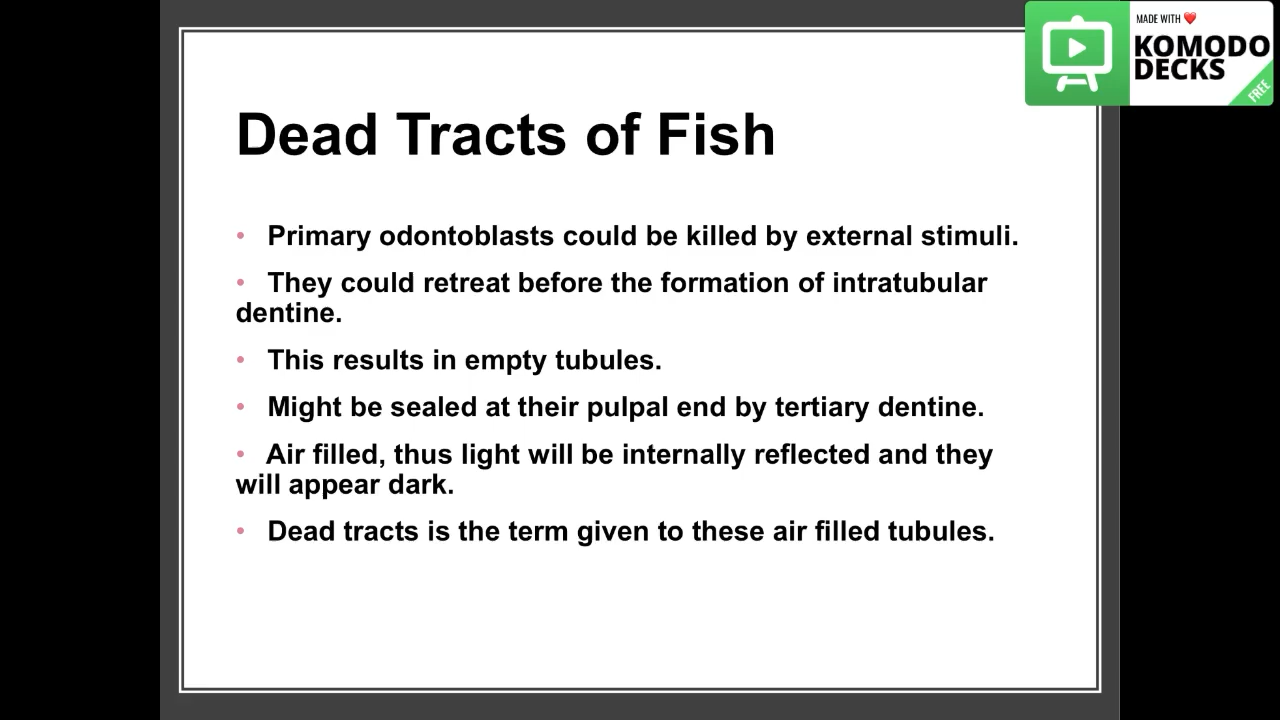 MADE WITH ❤️
KOMODO
DECKS
FREE
Dead Tracts of Fish
• Primary odontoblasts could be killed by external stimuli.
• They could retreat before the formation of intratubular
dentine.
• This results in empty tubules.
• Might be sealed at their pulpal end by tertiary dentine.
• Air filled, thus light will be internally reflected and they
will appear dark.
• Dead tracts is the term given to these air filled tubules.